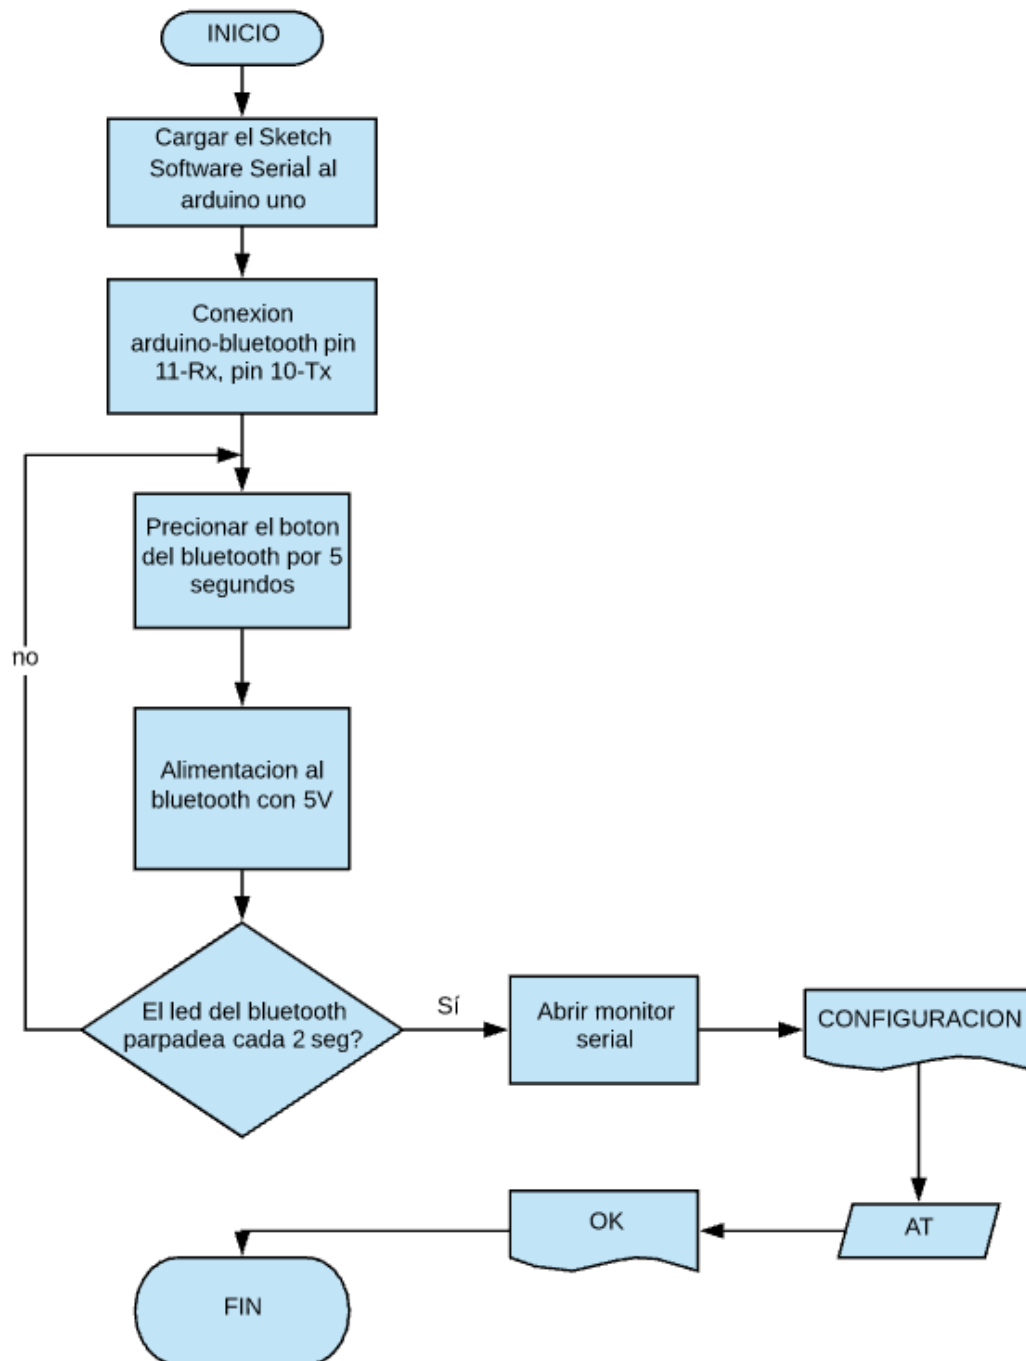 INICIO
Cargar el Sketch
Software Serial al
arduino uno
Conexion
arduino-bluetooth pin
11-Rx, pin 10-Tx
Precionar el boton
del bluetooth por 5
segundos
no
Alimentacion al
bluetooth con 5V
El led del bluetooth
parpadea cada 2 seg?
Sí
Abrir monitor
serial
CONFIGURACION
AT
OK
FIN